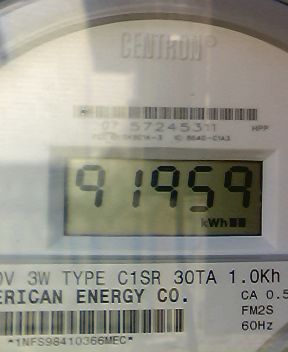 CENTRON®
07 57245311 HPP
91959
kWh
0V 3W TYPE C1SR 30TA 1.0Kh
ERICAN ENERGY CO. CA 0.5
FM2S
60Hz
*1NFS98410366MEC*